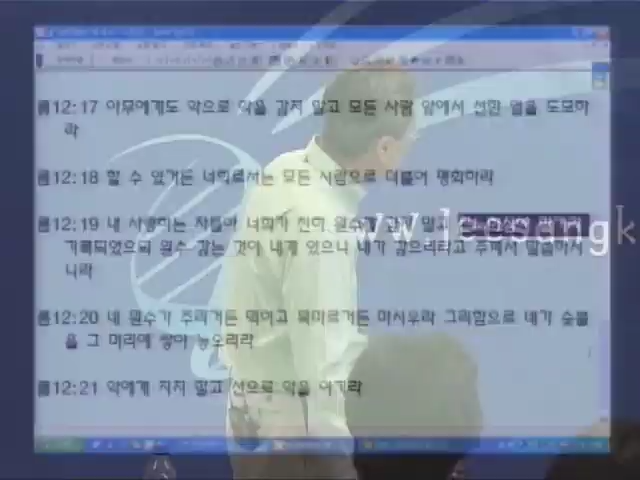 롬12:17 아무에게도 악으로 악을 갚지 말고 모든 사람 앞에서 선한 일을 도모하
라
롬12:18 할 수 있거든 너희로서는 모든 사람으로 더불어 평화하라
롬12:19 내 사랑하는 자들아 너희가 친히 원수를 갚지 말고
기록되었으되 원수 갚는 것이 내게 있으니 내가 갚으리라고 주께서 말씀하시
니라
롬12:20 네 원수가 주리거든 먹이고 목마르거든 마시우라 그리함으로 네가 숯불
을 그 머리에 쌓아 놓으리라
롬12:21 악에게 지지 말고 선으로 악을 이기라